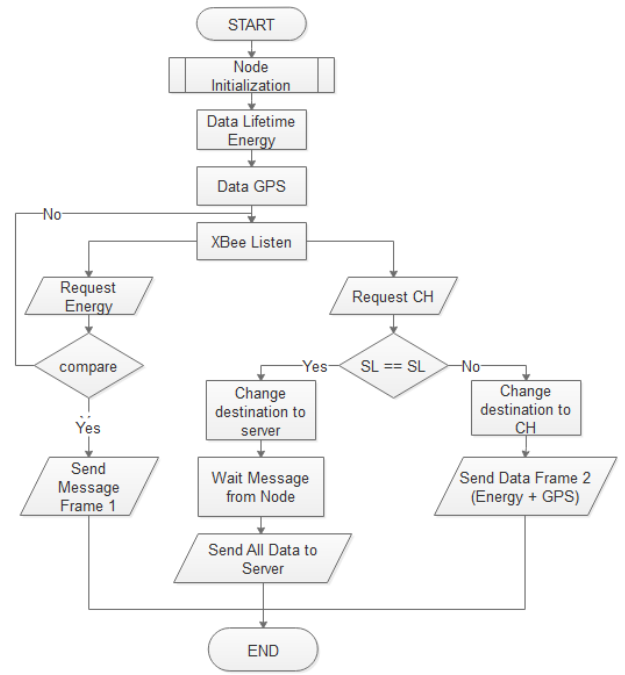 START
Node
Initialization
Data Lifetime
Energy
Data GPS
No
XBee Listen
Request
Energy
Request CH
compare
Yes
SL == SL
No
Yes
Change
destination to
server
Change
destination to
CH
Send
Message
Frame 1
Wait Message
from Node
Send Data Frame 2
(Energy + GPS)
Send All Data to
Server
END